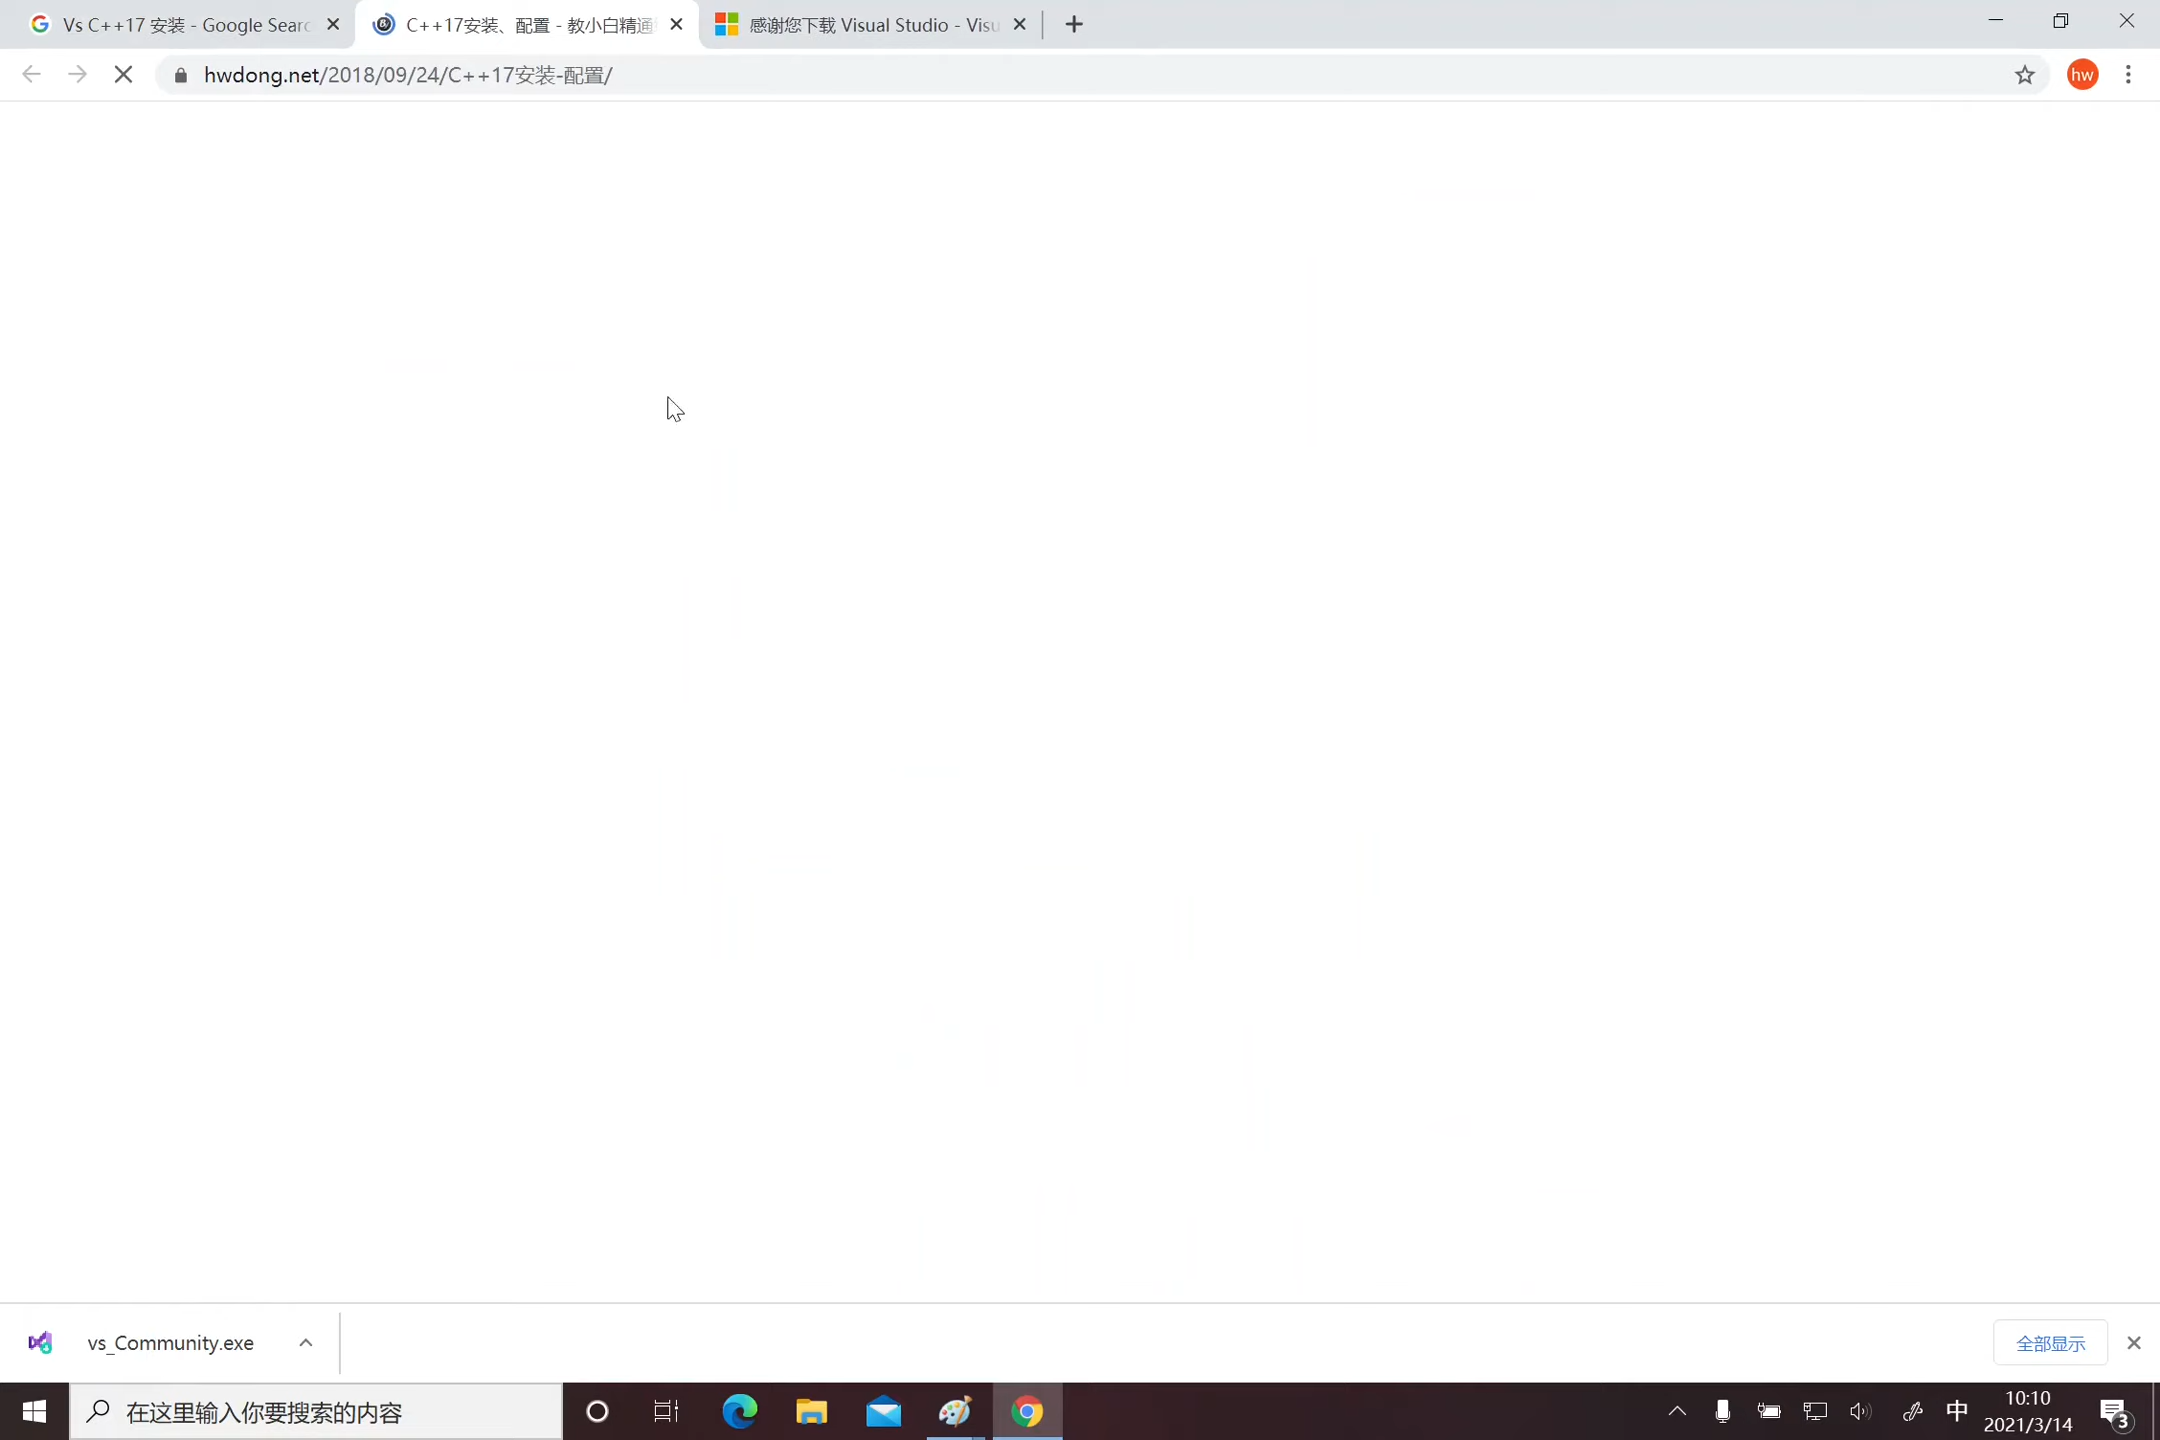 Vs C++17 安装 - Google Searc
C++17安装、配置 - 教小白精通
感谢您下载 Visual Studio - Visu
hwdong.net/2018/09/24/C++17安装-配置/
hw
vs_Community.exe
全部显示
在这里输入你要搜索的内容
中
10:10
2021/3/14
3